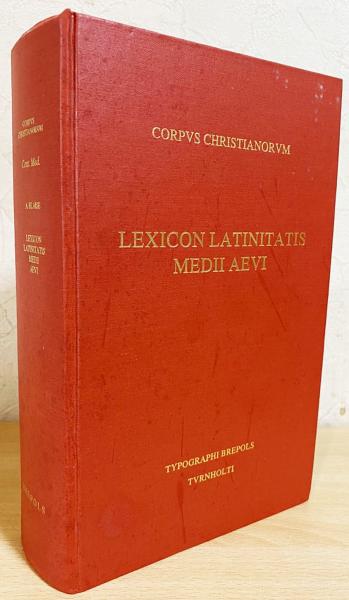 CORPVS CHRISTIANORVM
LEXICON LATINITATIS
MEDII AEVI
TYPOGRAPHI BREPOLS
TVRNHOLTI
CORPVS
CHRISTIANORVM
Cont. Med.
A. BLAISE
LEXICON
LATINITATIS
MEDII
AEVI
BREPOLS